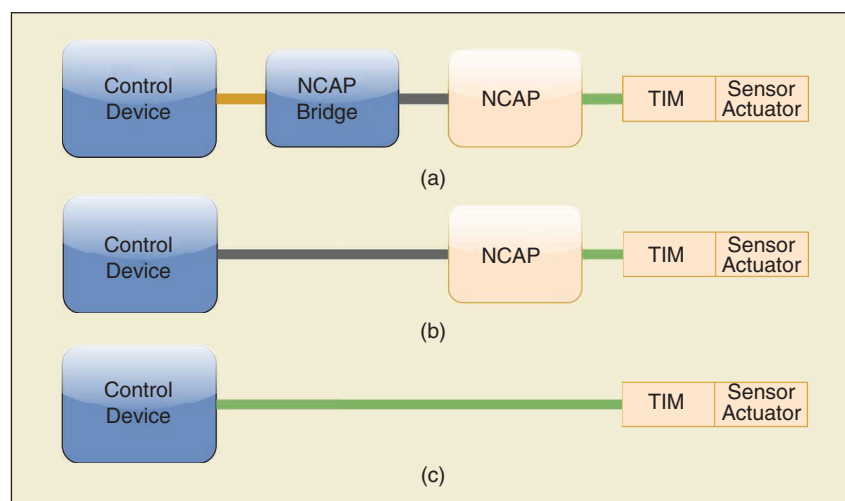 Control
Device
NCAP
Bridge
NCAP
TIM
Sensor
Actuator
(a)
Control
Device
NCAP
TIM
Sensor
Actuator
(b)
Control
Device
TIM
Sensor
Actuator
(c)